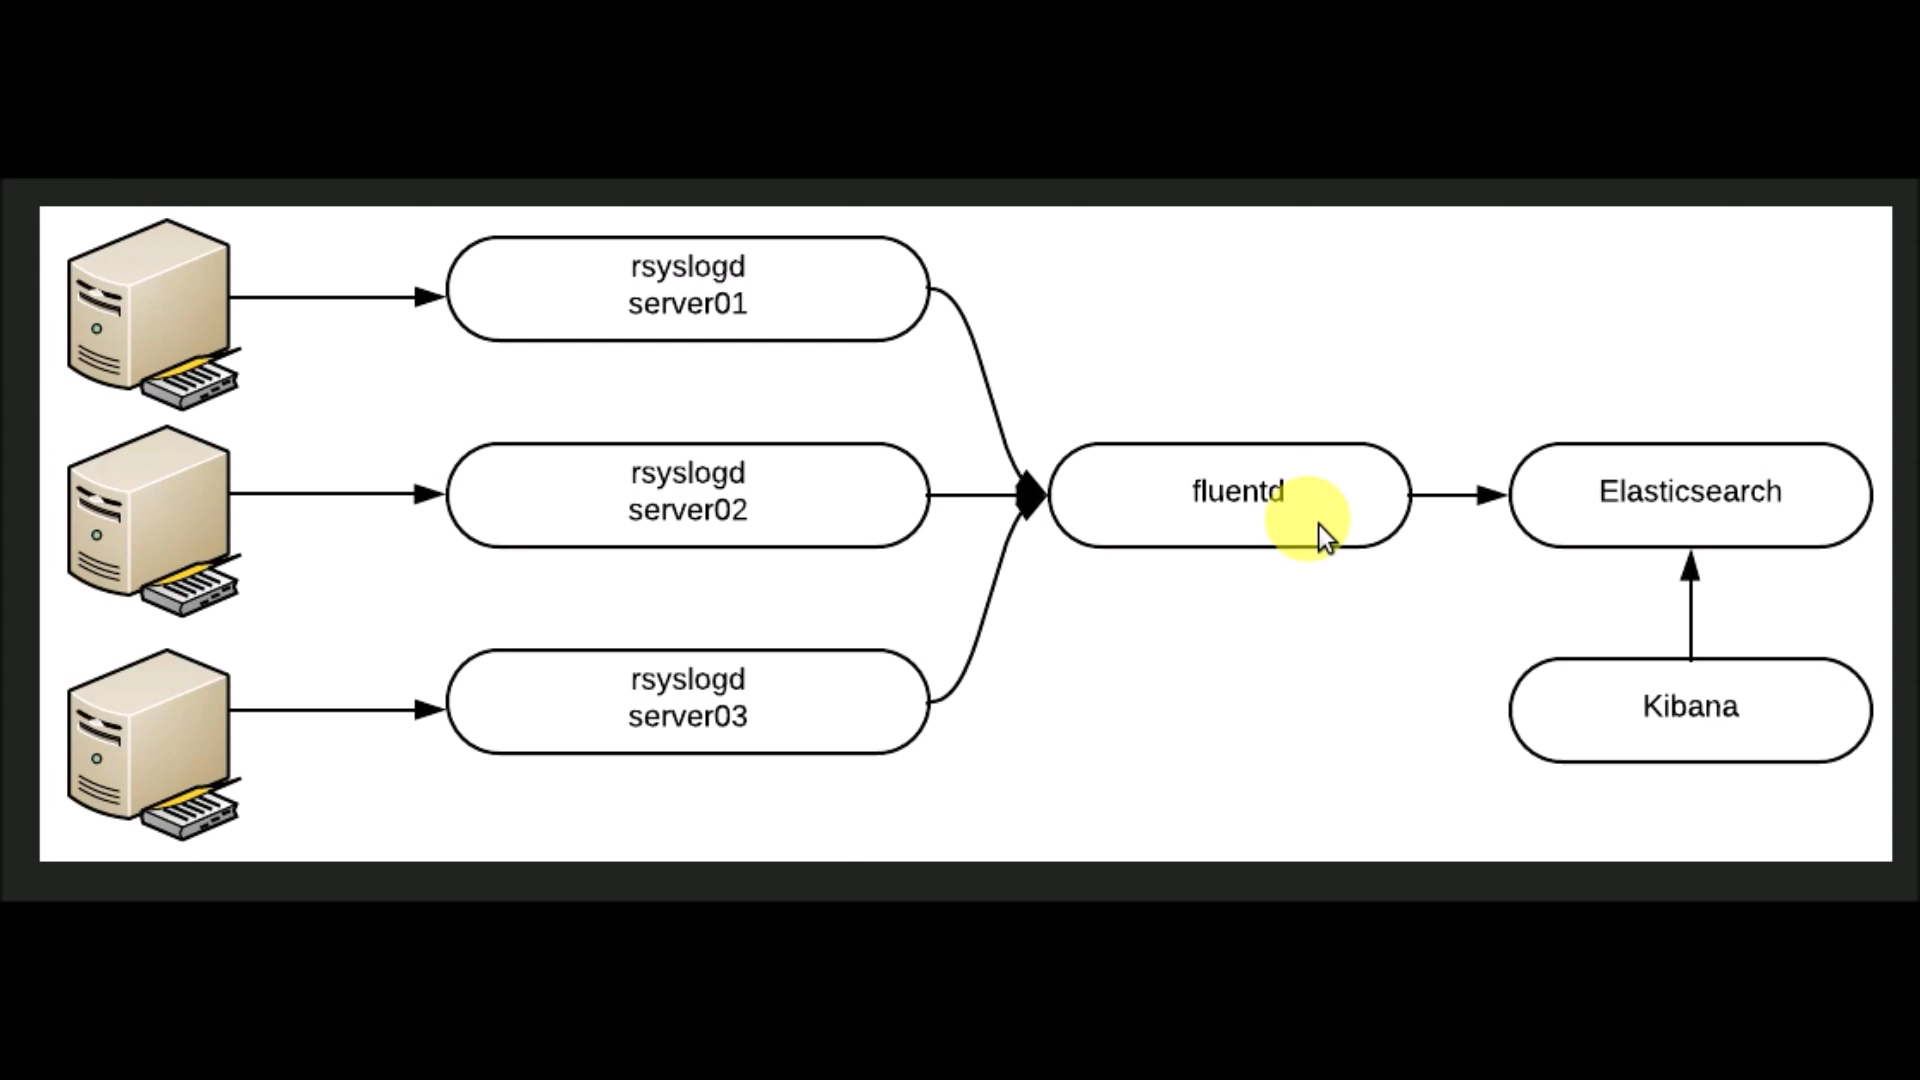 rsyslogd
server01
rsyslogd
server02
rsyslogd
server03
fluentd
Elasticsearch
Kibana